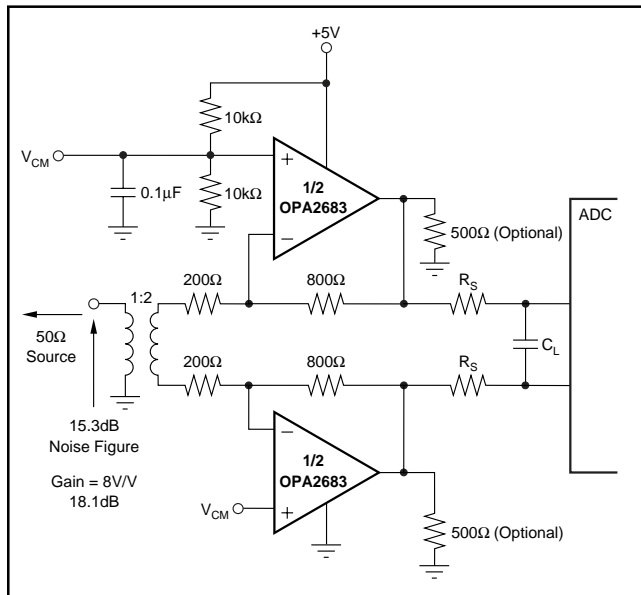 +5V
10kΩ
V_CM
+
0.1µF
10kΩ
1/2
OPA2683
−
500Ω (Optional)
ADC
1:2
200Ω
800Ω
R_S
50Ω
Source
C_L
200Ω
800Ω
R_S
15.3dB
Noise Figure
Gain = 8V/V
18.1dB
−
1/2
OPA2683
V_CM
+
500Ω (Optional)